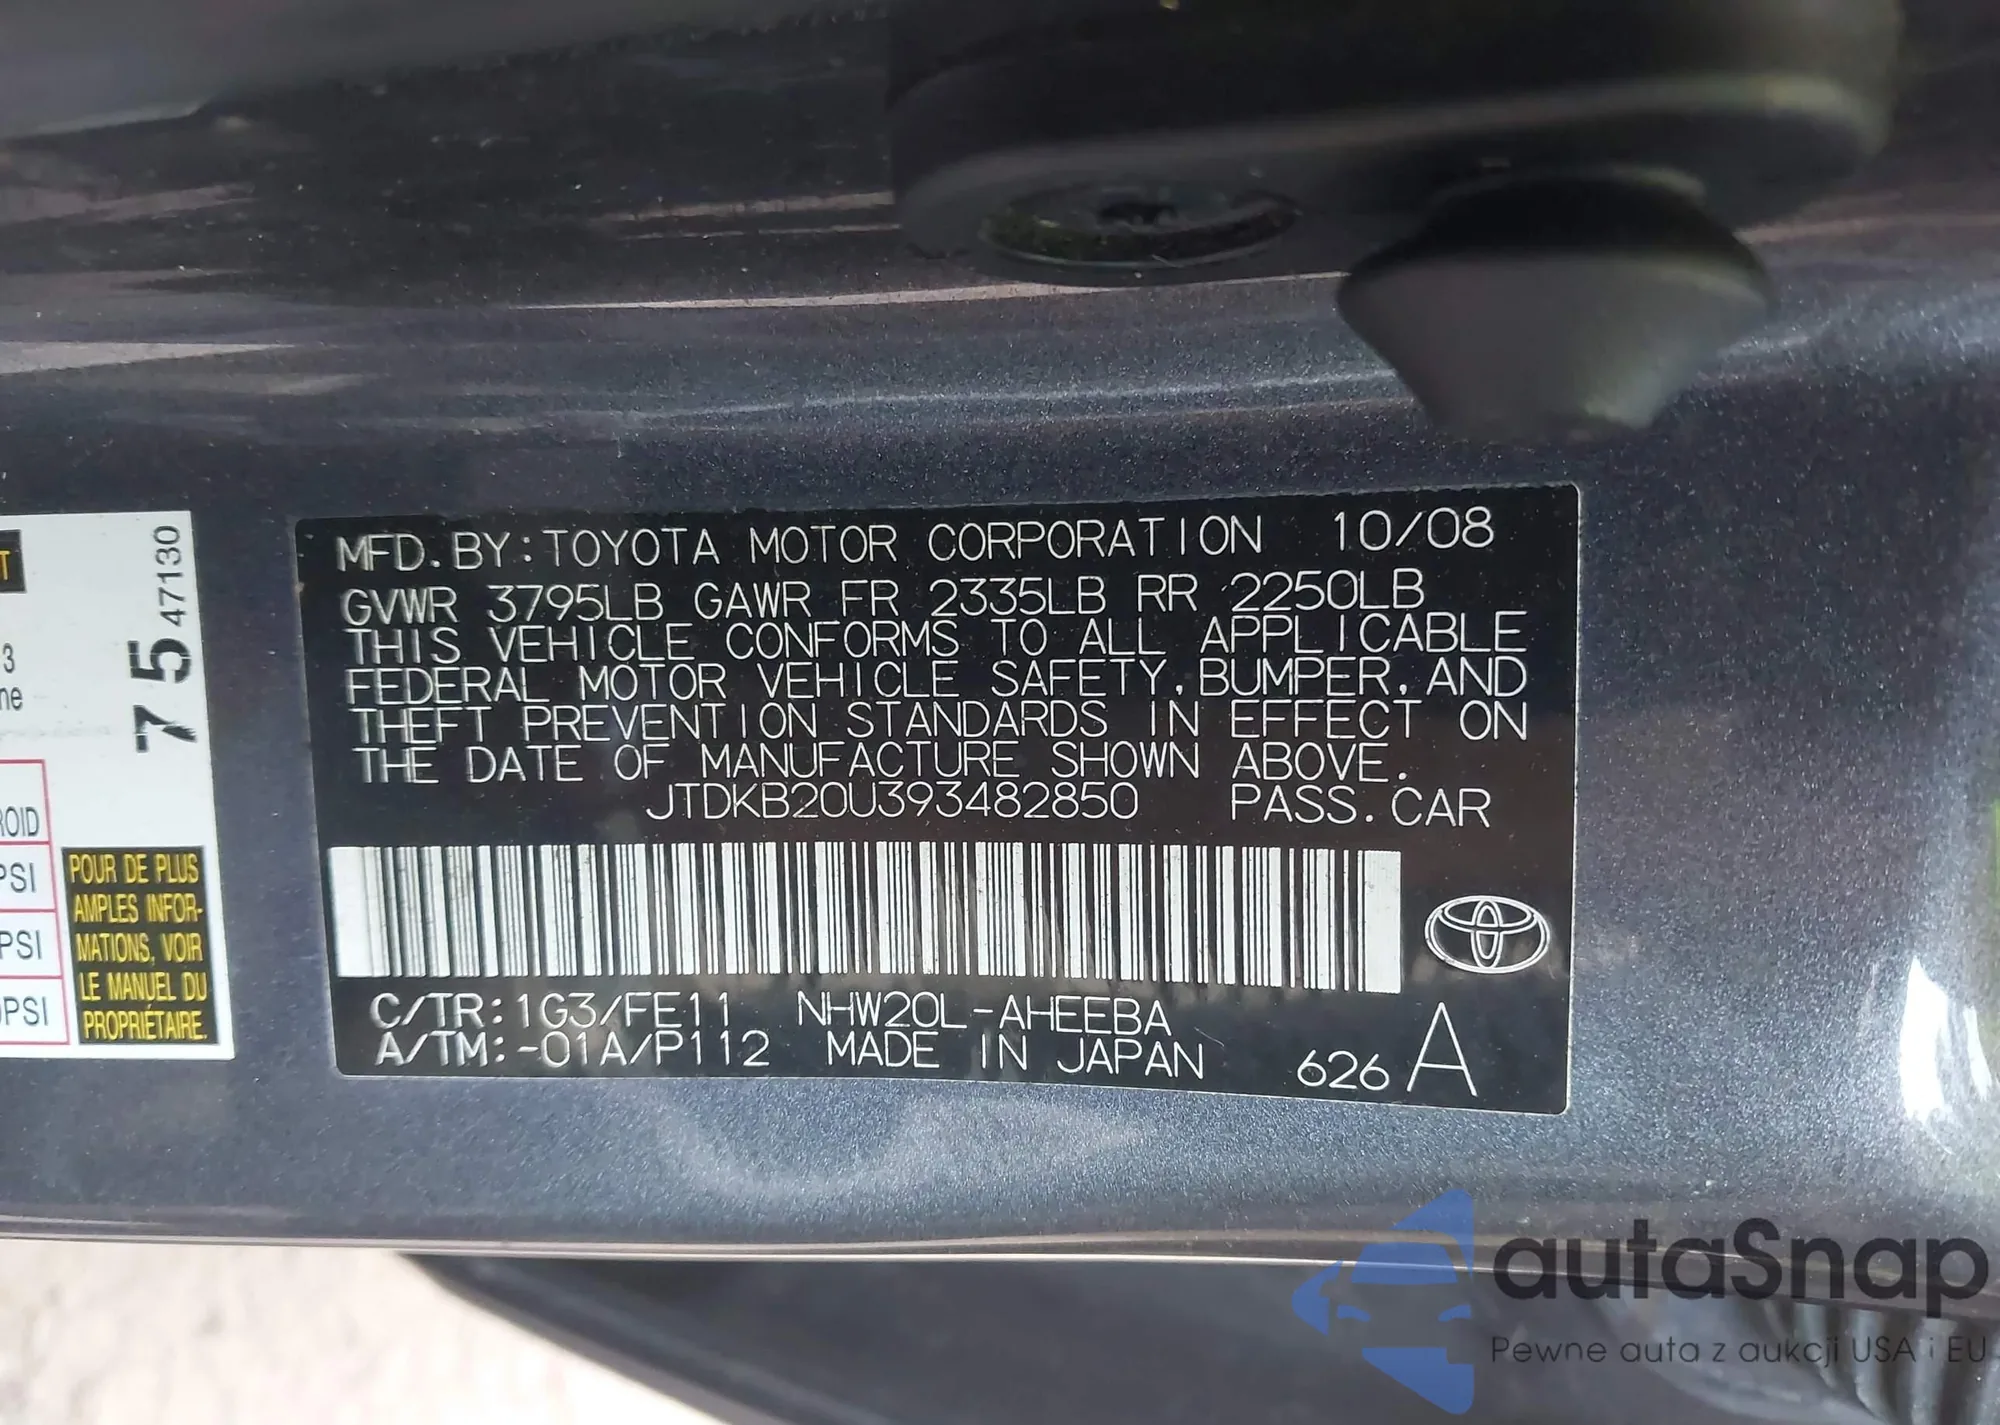 MFD. BY: TOYOTA MOTOR CORPORATION 10/08
GVWR 3795LB GAWR FR 2335LB RR 2250LB
THIS VEHICLE CONFORMS TO ALL APPLICABLE
FEDERAL MOTOR VEHICLE SAFETY, BUMPER, AND
THEFT PREVENTION STANDARDS IN EFFECT ON
THE DATE OF MANUFACTURE SHOWN ABOVE.
JTDKB20U393482850 PASS. CAR
C/TR: 1G3/FE11 NHW20L-AHEEBA
A/TM: -01A/P112 MADE IN JAPAN 626 A
75 47130
3
PSI
PSI
PSI
POUR DE PLUS
AMPLES INFOR-
MATIONS, VOIR
LE MANUEL DU
PROPRIÉTAIRE.
autaSnap
Pewne auta z aukcji USA i EU